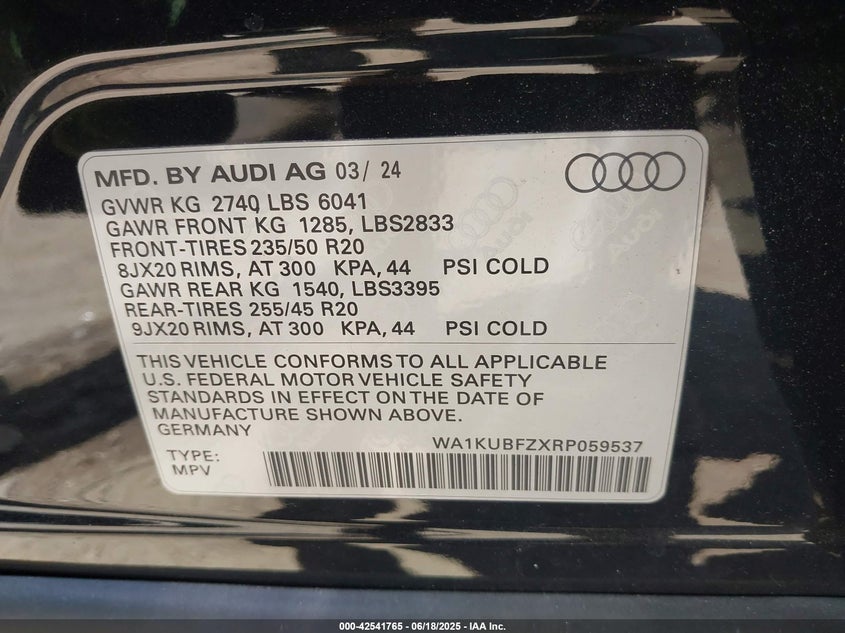 MFD. BY AUDI AG 03/ 24
GVWR KG 2740 LBS 6041
GAWR FRONT KG 1285, LBS2833
FRONT-TIRES 235/50 R20
8JX20 RIMS, AT 300 KPA, 44 PSI COLD
GAWR REAR KG 1540, LBS3395
REAR-TIRES 255/45 R20
9JX20 RIMS, AT 300 KPA, 44 PSI COLD
THIS VEHICLE CONFORMS TO ALL APPLICABLE
U.S. FEDERAL MOTOR VEHICLE SAFETY
STANDARDS IN EFFECT ON THE DATE OF
MANUFACTURE SHOWN ABOVE.
GERMANY
WA1KUBFZXRP059537
TYPE:
MPV
000-42541765 - 06/18/2025 - IAA Inc.